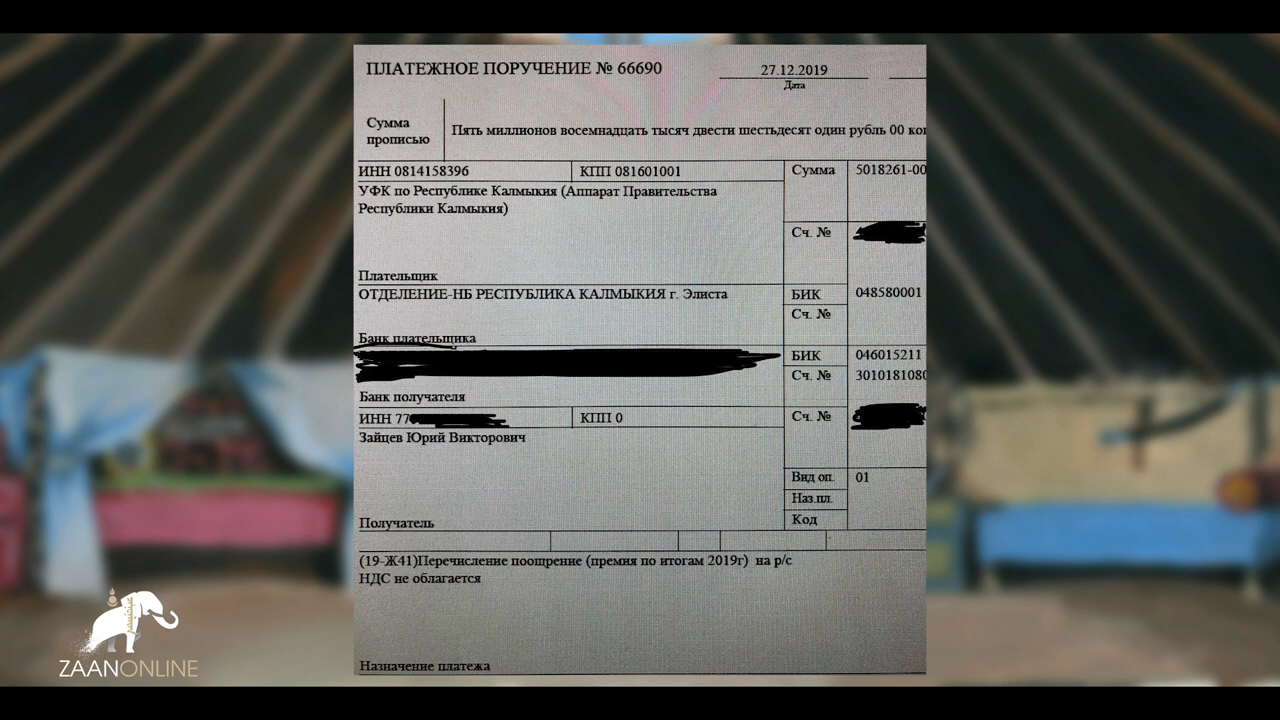 ПЛАТЕЖНОЕ ПОРУЧЕНИЕ № 66690
27.12.2019
Дата
Сумма прописью
Пять миллионов восемнадцать тысяч двести шестьдесят один рубль 00 коп
ИНН 0814158396
КПП 081601001
Сумма
5018261-00
УФК по Республике Калмыкия (Аппарат Правительства
Республики Калмыкия)
Сч. №
Плательщик
ОТДЕЛЕНИЕ-НБ РЕСПУБЛИКА КАЛМЫКИЯ г. Элиста
БИК
048580001
Сч. №
Банк плательщика
БИК
046015211
Сч. №
3010181080
Банк получателя
ИНН 77
КПП 0
Сч. №
Зайцев Юрий Викторович
Вид оп.
01
Наз.пл.
Получатель
Код
(19-Ж41)Перечисление поощрение (премия по итогам 2019г) на р/с
НДС не облагается
Назначение платежа
ZAANONLINE